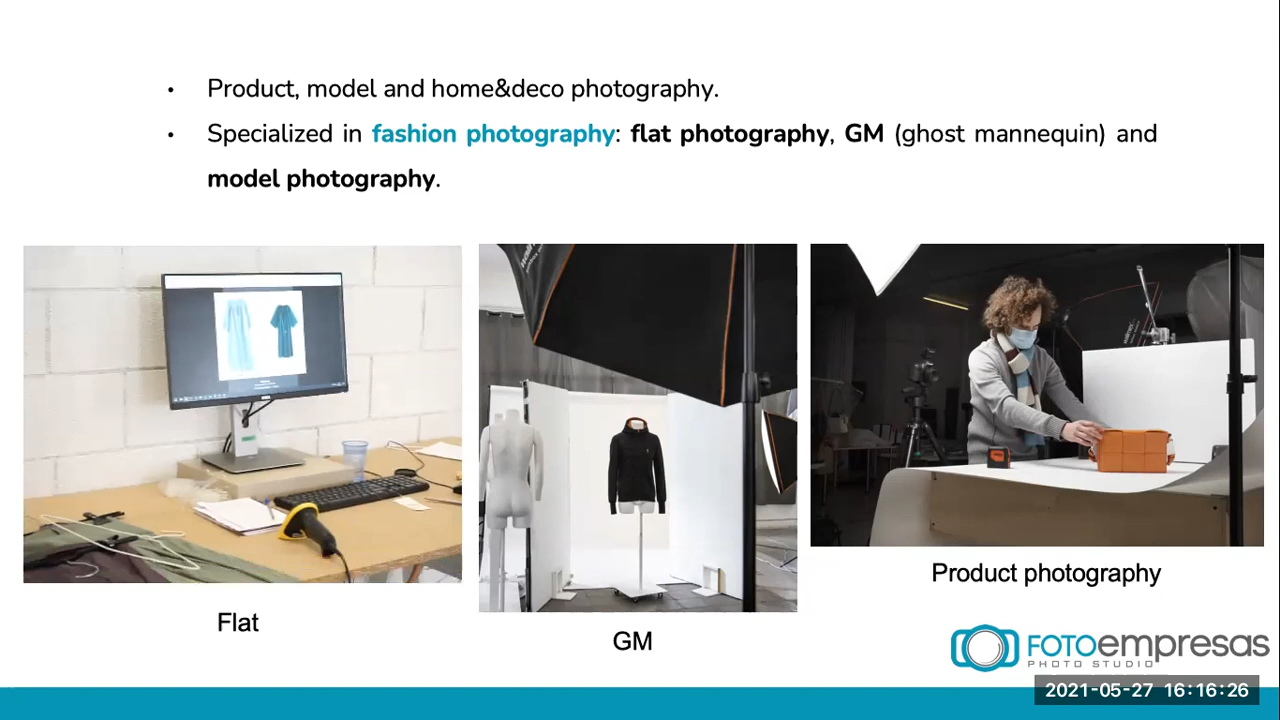 • Product, model and home&deco photography.
• Specialized in fashion photography: flat photography, GM (ghost mannequin) and
model photography.
Flat
GM
Product photography
FOTOempresas
PHOTO STUDIO
2021-05-27 16:16:26